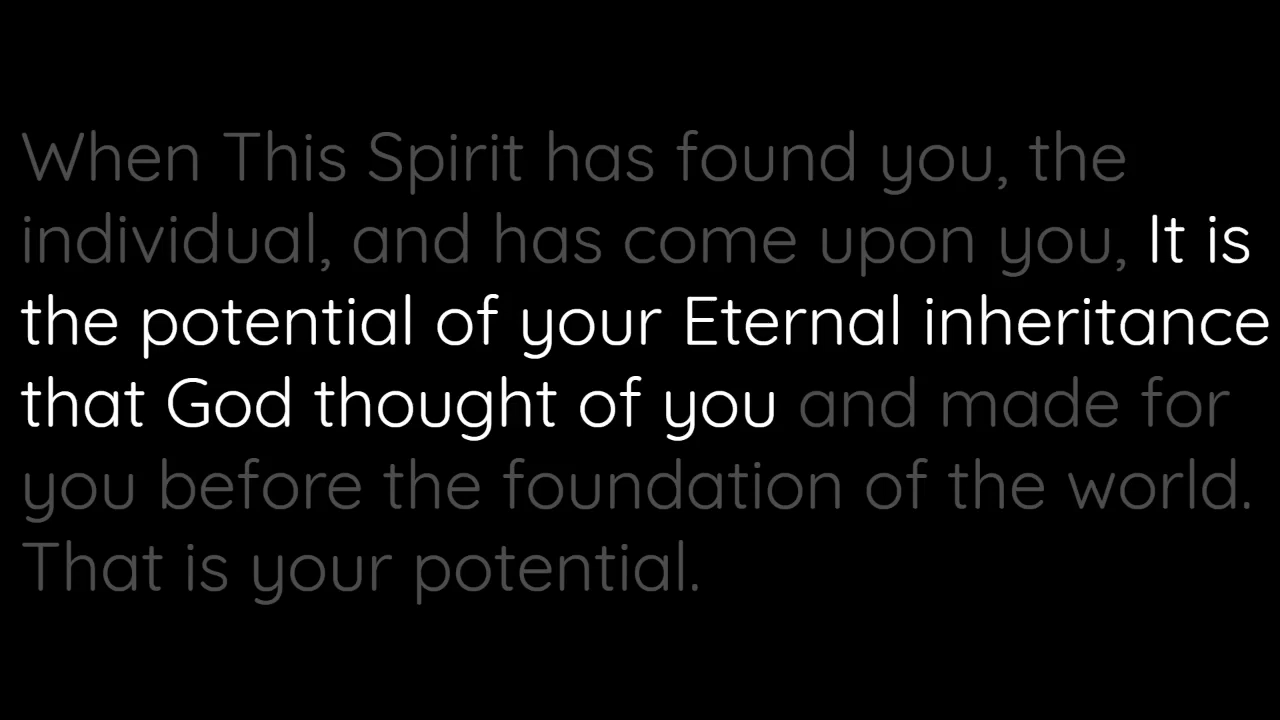 When This Spirit has found you, the
individual, and has come upon you, It is
the potential of your Eternal inheritance
that God thought of you and made for
you before the foundation of the world.
That is your potential.